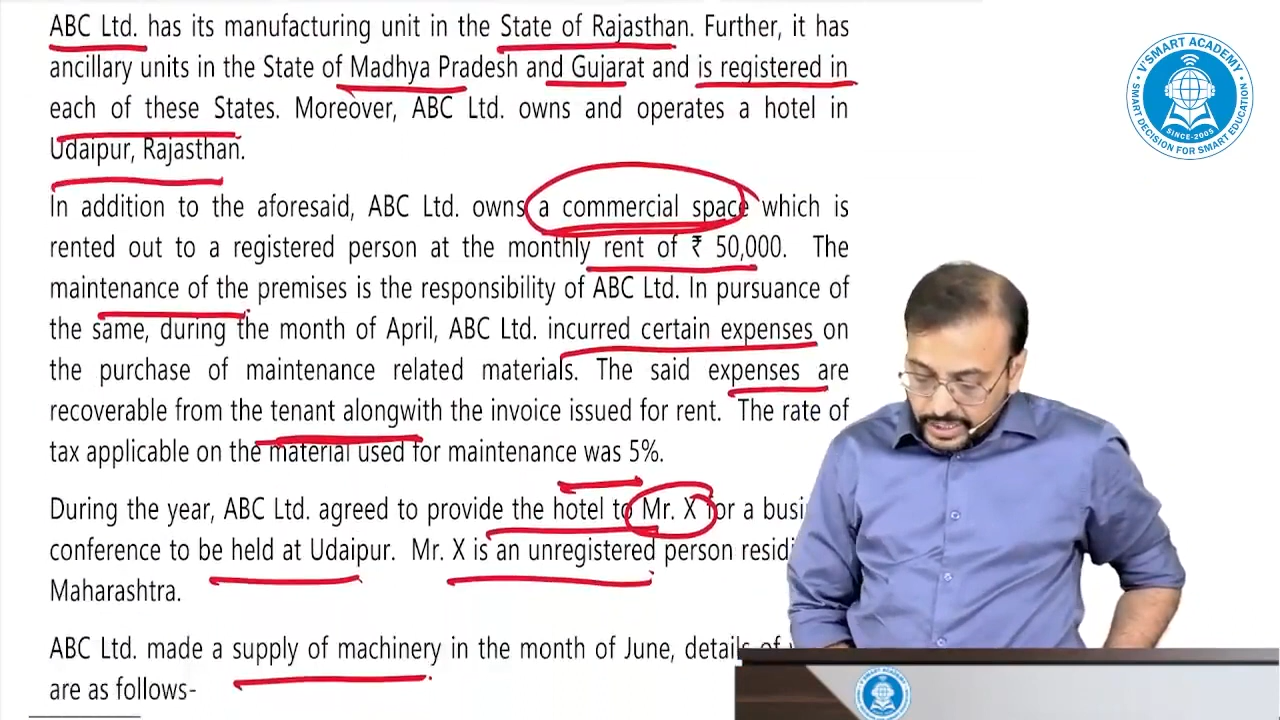 ABC Ltd. has its manufacturing unit in the State of Rajasthan. Further, it has
ancillary units in the State of Madhya Pradesh and Gujarat and is registered in
each of these States. Moreover, ABC Ltd. owns and operates a hotel in
Udaipur, Rajasthan.
In addition to the aforesaid, ABC Ltd. owns a commercial space which is
rented out to a registered person at the monthly rent of ₹ 50,000. The
maintenance of the premises is the responsibility of ABC Ltd. In pursuance of
the same, during the month of April, ABC Ltd. incurred certain expenses on
the purchase of maintenance related materials. The said expenses are
recoverable from the tenant alongwith the invoice issued for rent. The rate of
tax applicable on the material used for maintenance was 5%.
During the year, ABC Ltd. agreed to provide the hotel to Mr. X for a
conference to be held at Udaipur. Mr. X is an unregistered person
Maharashtra.
ABC Ltd. made a supply of machinery in the month of June, details of
are as follows-
V'SMART ACADEMY
SINCE-2005
SMART DECISION FOR SMART EDUCATION